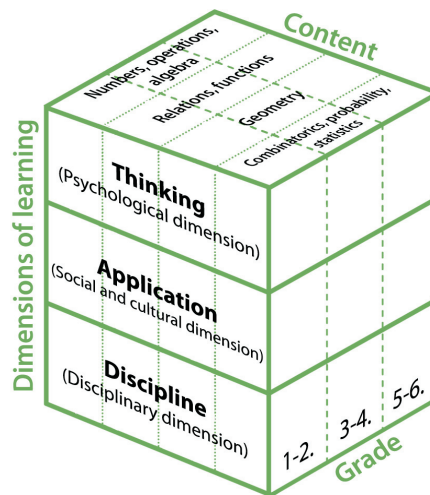 Content
Numbers, operations,
algebra
Relations, functions
Geometry
Combinatorics, probability,
statistics
Dimensions of learning
Thinking
(Psychological dimension)
Application
(Social and cultural dimension)
Discipline
(Disciplinary dimension)
1-2.
3-4.
5-6.
Grade